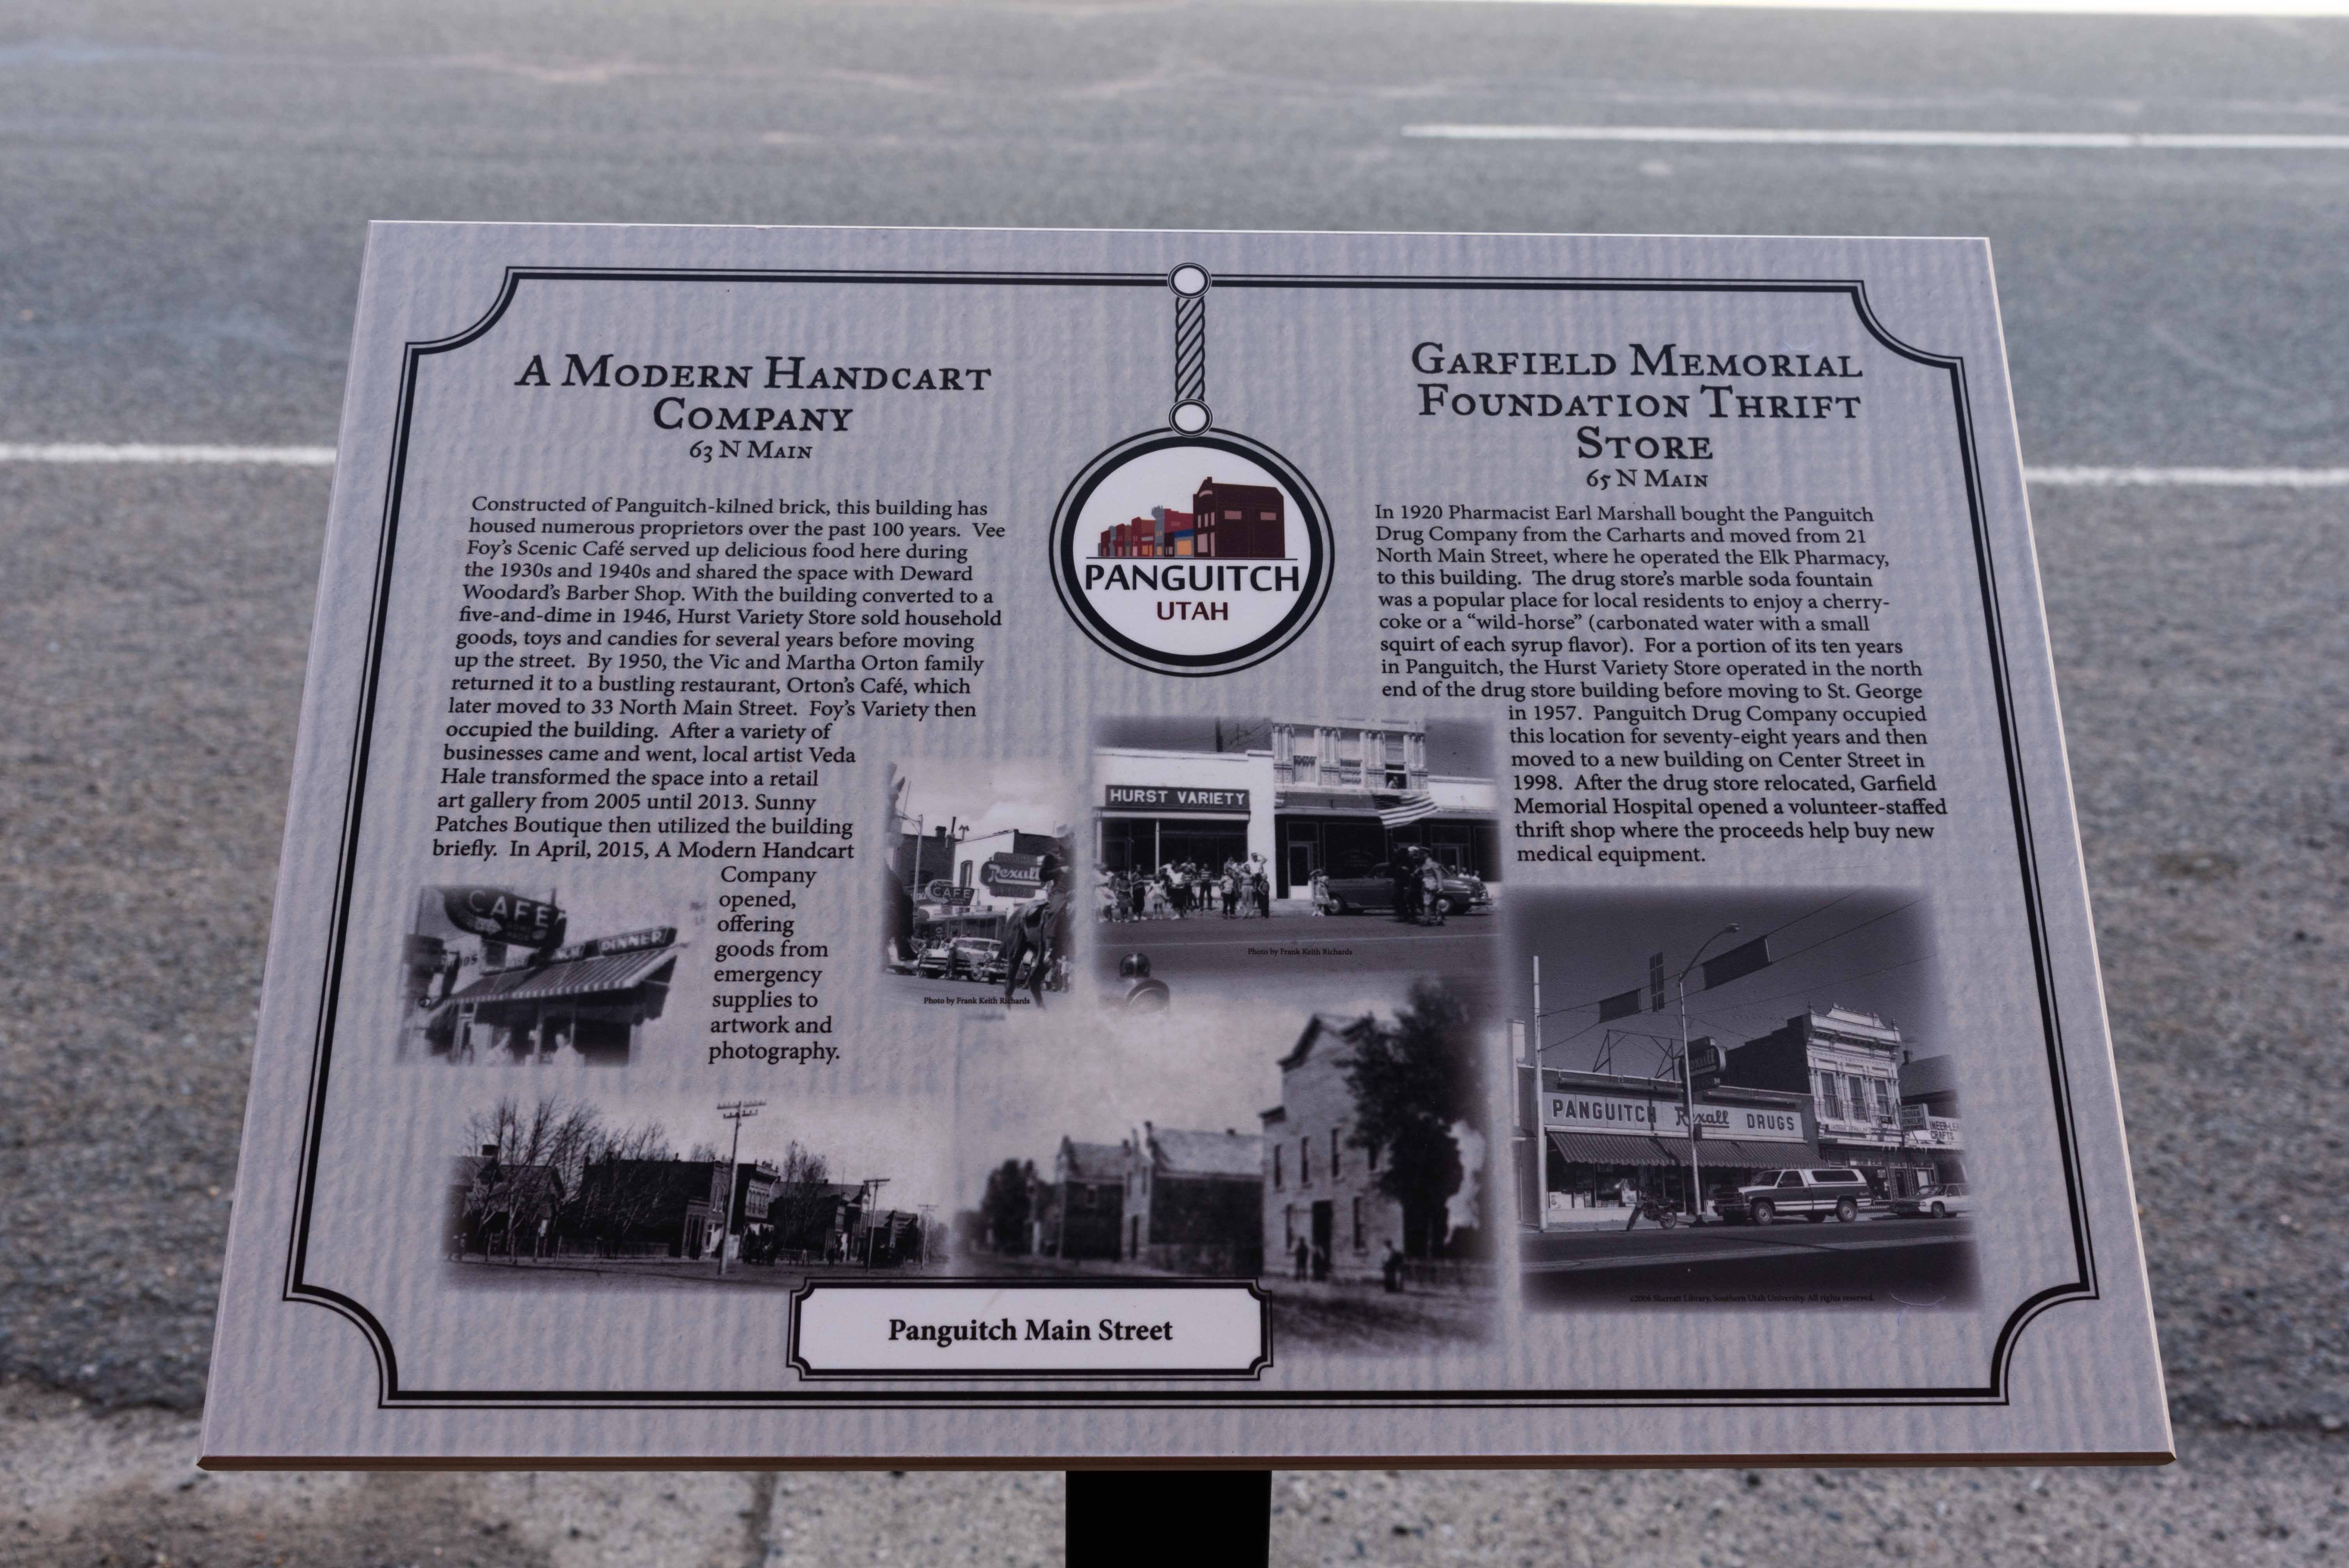 A Modern Handcart
Company
63 N Main
Constructed of Panguitch-kilned brick, this building has
housed numerous proprietors over the past 100 years. Vee
Foy's Scenic Café served up delicious food here during
the 1930s and 1940s and shared the space with Deward
Woodard's Barber Shop. With the building converted to a
five-and-dime in 1946, Hurst Variety Store sold household
goods, toys and candies for several years before moving
up the street. By 1950, the Vic and Martha Orton family
returned it to a bustling restaurant, Orton's Café, which
later moved to 33 North Main Street. Foy's Variety then
occupied the building. After a variety of
businesses came and went, local artist Veda
Hale transformed the space into a retail
art gallery from 2005 until 2013. Sunny
Patches Boutique then utilized the building
briefly. In April, 2015, A Modern Handcart
Company
opened,
offering
goods from
emergency
supplies to
artwork and
photography.
CAFE
DINNER
PANGUITCH
UTAH
Garfield Memorial
Foundation Thrift
Store
65 N Main
In 1920 Pharmacist Earl Marshall bought the Panguitch
Drug Company from the Carharts and moved from 21
North Main Street, where he operated the Elk Pharmacy,
to this building. The drug store's marble soda fountain
was a popular place for local residents to enjoy a cherry-
coke or a "wild-horse" (carbonated water with a small
squirt of each syrup flavor). For a portion of its ten years
in Panguitch, the Hurst Variety Store operated in the north
end of the drug store building before moving to St. George
in 1957. Panguitch Drug Company occupied
this location for seventy-eight years and then
moved to a new building on Center Street in
1998. After the drug store relocated, Garfield
Memorial Hospital opened a volunteer-staffed
thrift shop where the proceeds help buy new
medical equipment.
Rexall
CAFE
Photo by Frank Keith Richards
HURST VARIETY
Photo by Frank Keith Richards
Rexall
PANGUITCH Rexall DRUGS
CRAFTS
©2006 Sherratt Library, Southern Utah University. All rights reserved.
Panguitch Main Street